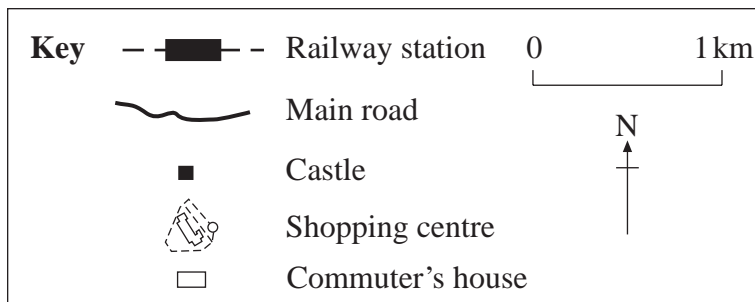 Key Railway station 0 1 km
Main road
N
Castle
Shopping centre
Commuter's house